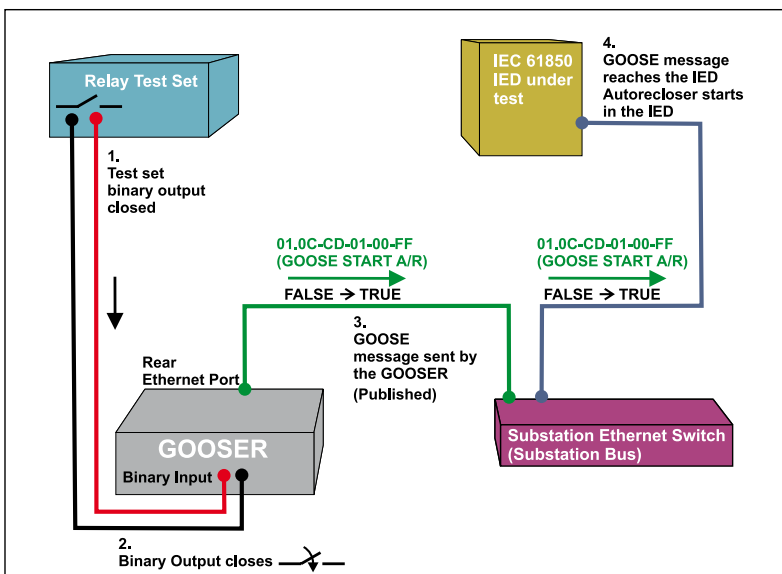 Relay Test Set
1.
Test set
binary output
closed
IEC 61850
IED under
test
4.
GOOSE message
reaches the IED
Autorecloser starts
in the IED
01.0C-CD-01-00-FF
(GOOSE START A/R)
FALSE → TRUE
01.0C-CD-01-00-FF
(GOOSE START A/R)
FALSE → TRUE
3.
GOOSE
message sent by
the GOOSER
(Published)
Rear
Ethernet Port
GOOSER
Binary Input
Substation Ethernet Switch
(Substation Bus)
2.
Binary Output closes